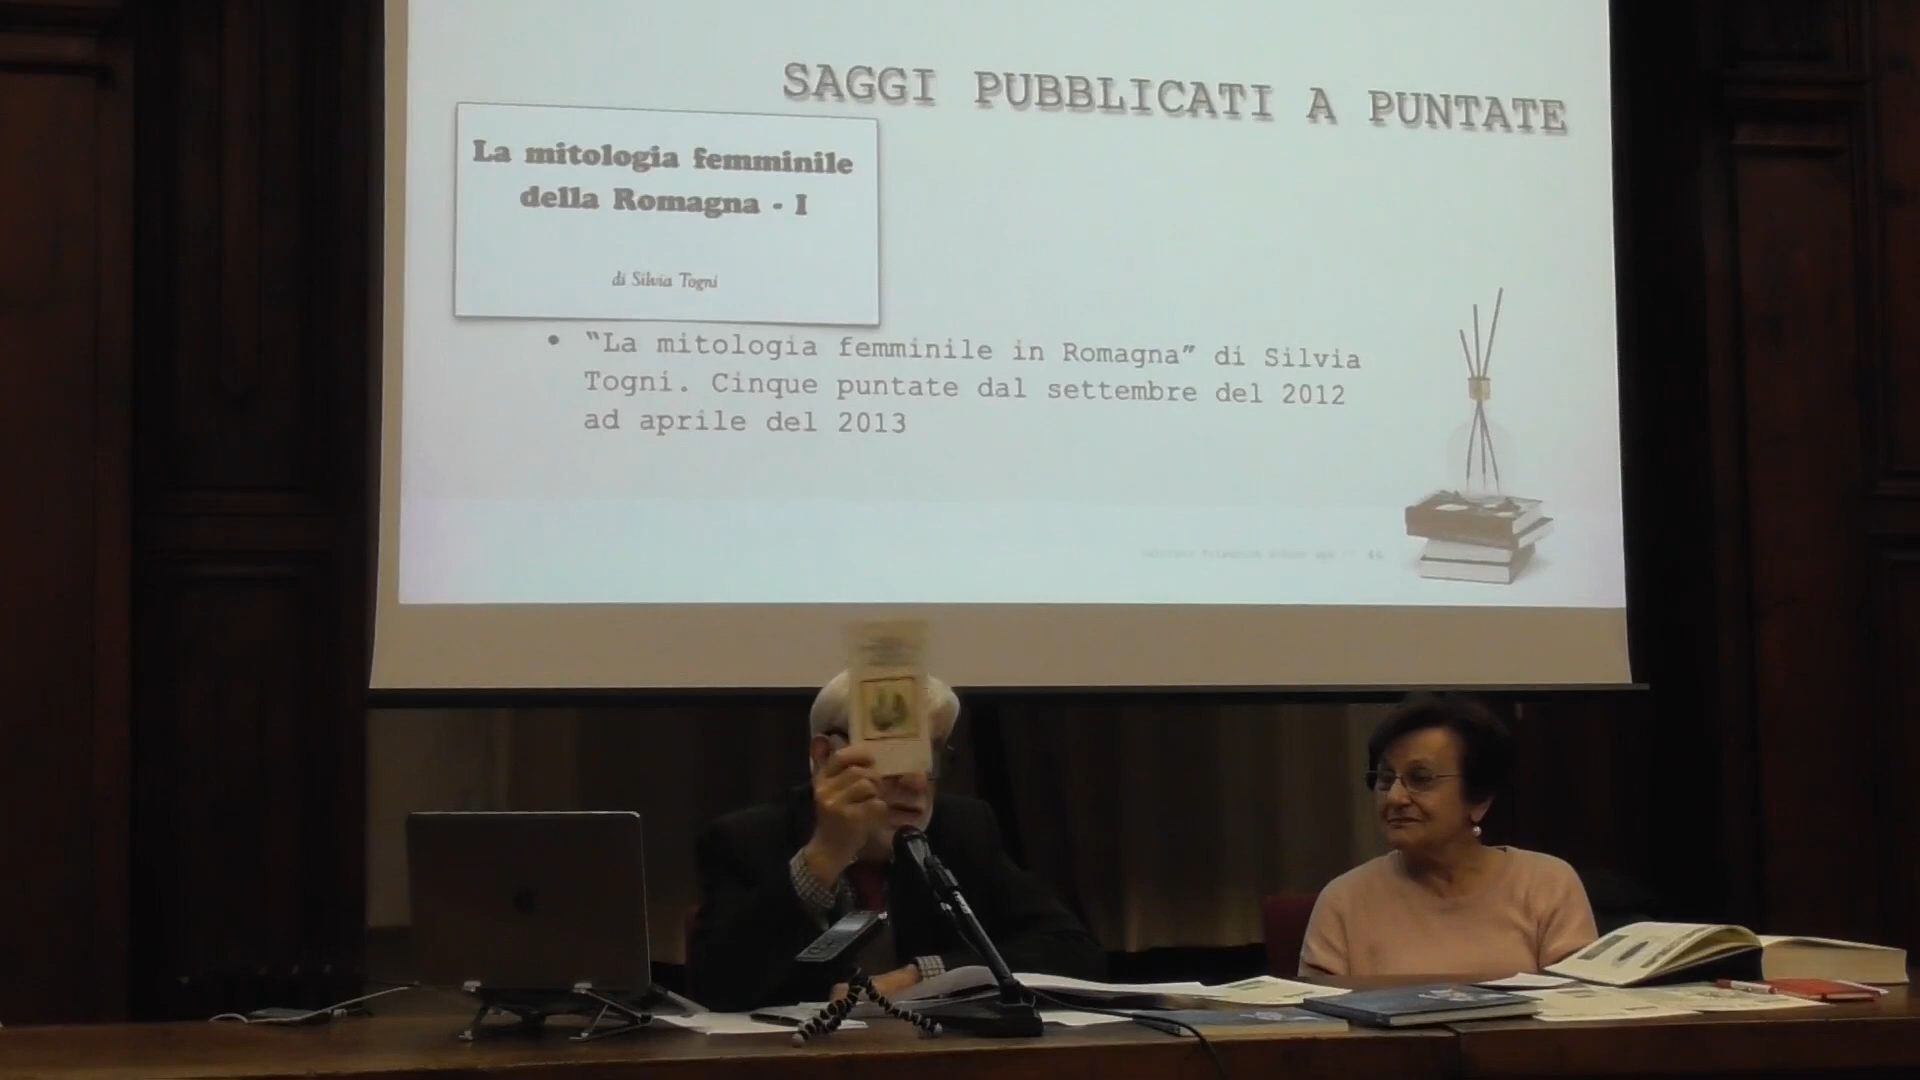 SAGGI PUBBLICATI A PUNTATE
La mitologia femminile
della Romagna - I
di Silvia Togni
• “La mitologia femminile in Romagna” di Silvia
Togni. Cinque puntate dal settembre del 2012
ad aprile del 2013